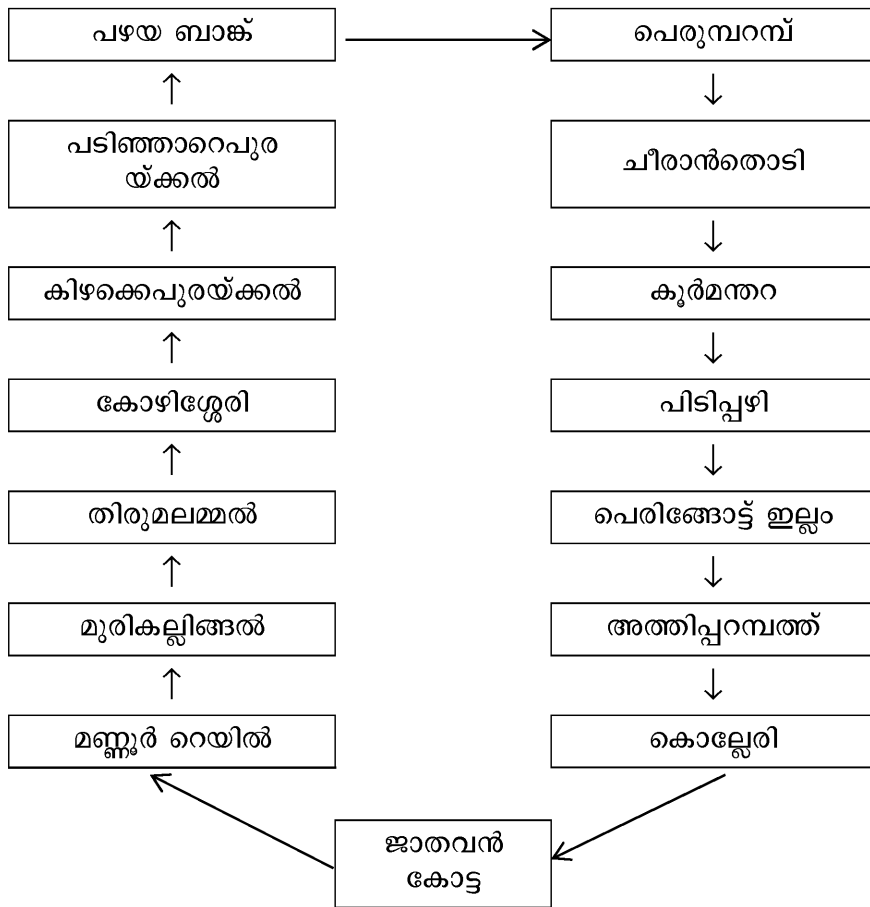 പഴയ ബാങ്ക്
പെരുമ്പറമ്പ്
പടിഞ്ഞാറെപുര
യ്ക്കൽ
ചീരാൻതൊടി
കിഴക്കെപുരയ്ക്കൽ
കൂർമന്തറ
കോഴിശ്ശേരി
പിടിപ്പഴി
തിരുമലമ്മൽ
പെരിങ്ങോട്ട് ഇല്ലം
മുരികല്ലിങ്ങൽ
അത്തിപ്പറമ്പത്ത്
മണ്ണൂർ റെയിൽ
കൊല്ലേരി
ജാതവൻ
കോട്ട